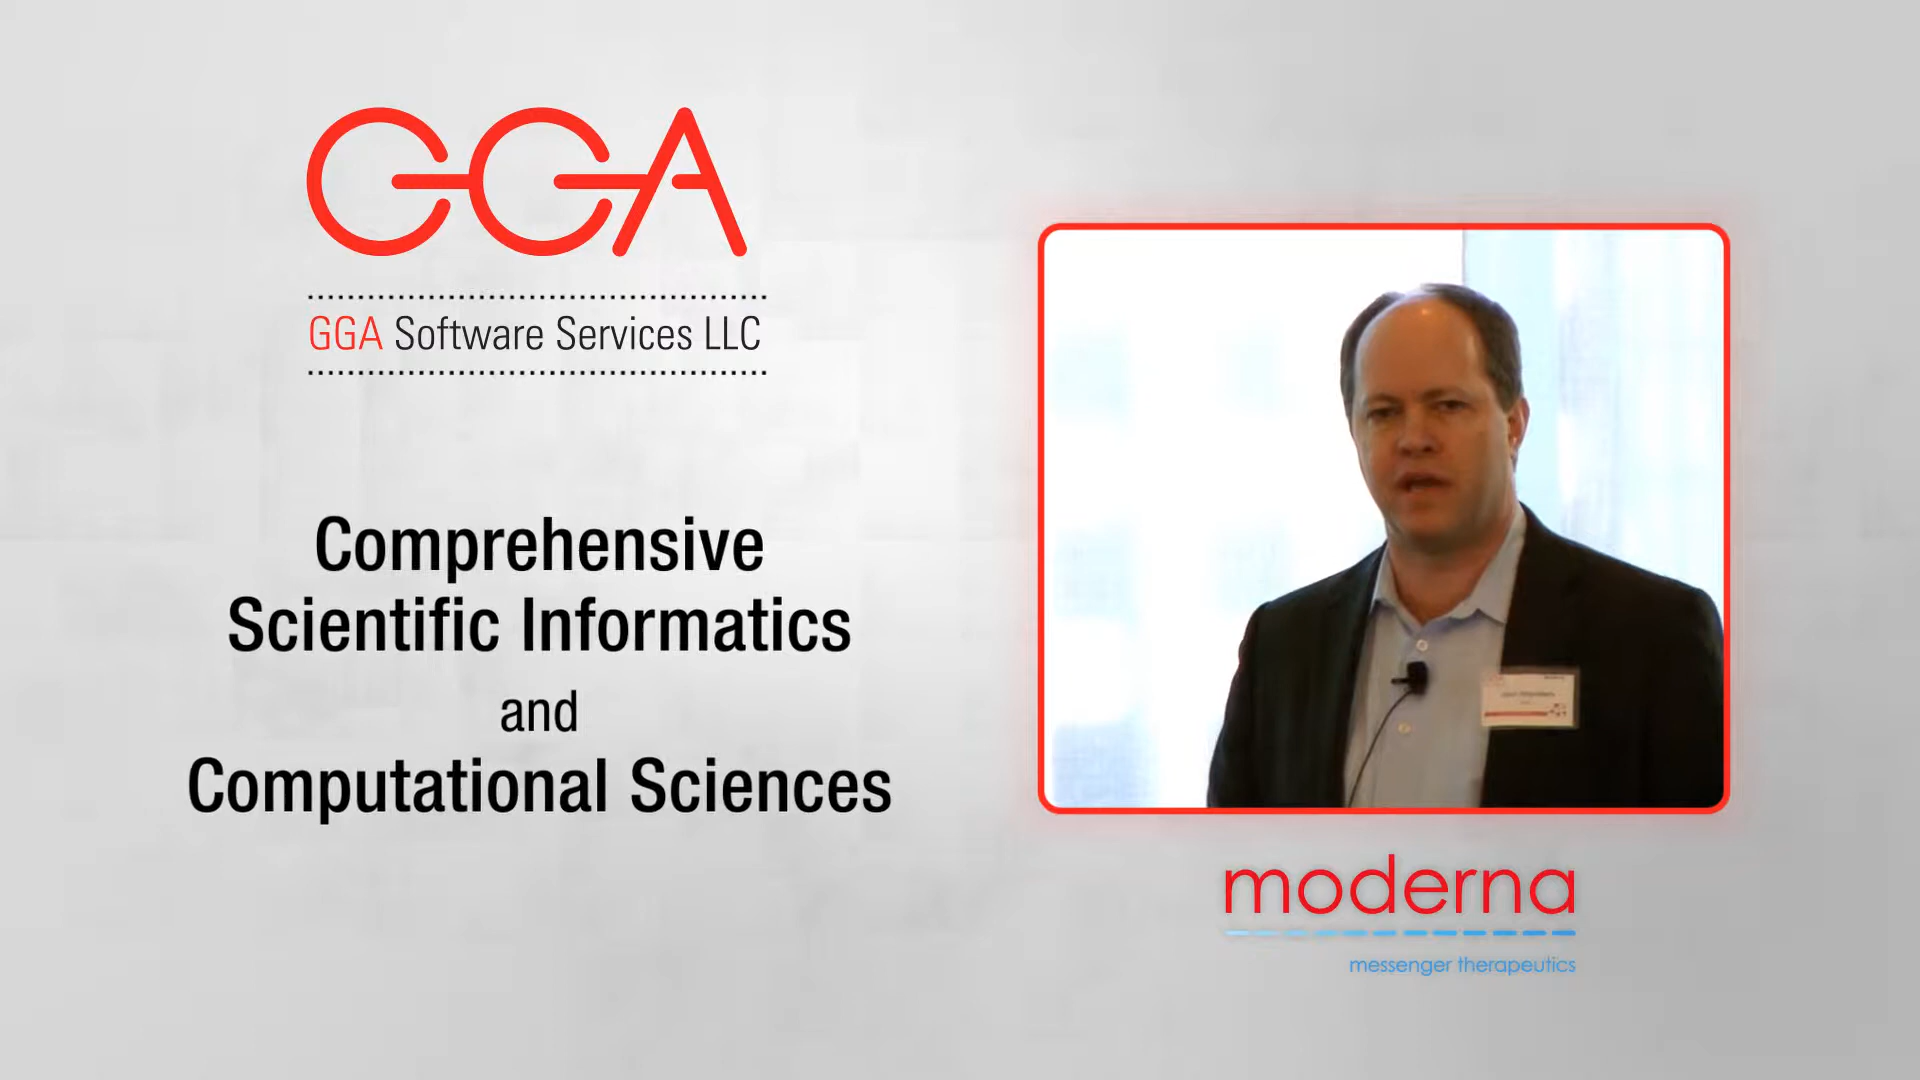 GGA
GGA Software Services LLC
Comprehensive
Scientific Informatics
and
Computational Sciences
moderna
messenger therapeutics